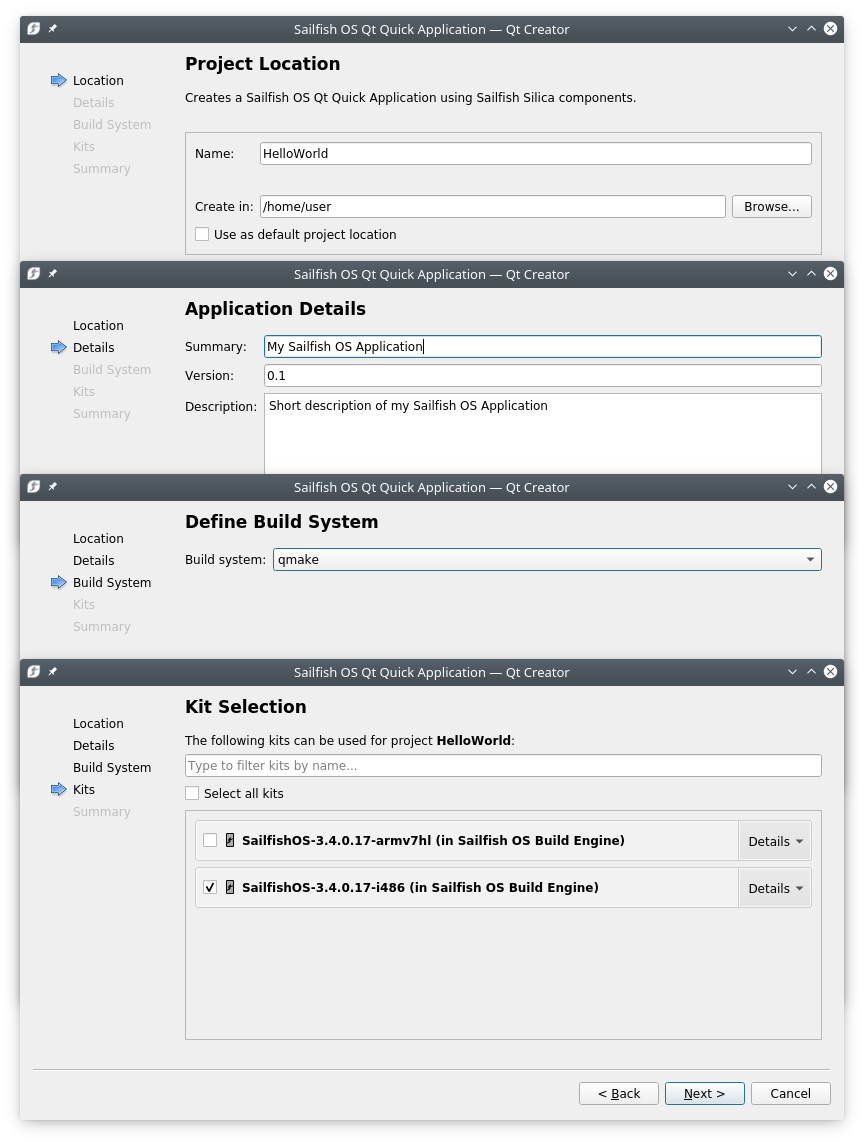 Sailfish OS Qt Quick Application — Qt Creator
Location
Details
Build System
Kits
Summary
Project Location
Creates a Sailfish OS Qt Quick Application using Sailfish Silica components.
Name: HelloWorld
Create in: /home/user Browse...
Use as default project location
Sailfish OS Qt Quick Application — Qt Creator
Location
Details
Build System
Kits
Summary
Application Details
Summary: My Sailfish OS Application
Version: 0.1
Description: Short description of my Sailfish OS Application
Sailfish OS Qt Quick Application — Qt Creator
Location
Details
Build System
Kits
Summary
Define Build System
Build system: qmake
Sailfish OS Qt Quick Application — Qt Creator
Location
Details
Build System
Kits
Summary
Kit Selection
The following kits can be used for project HelloWorld:
Type to filter kits by name...
Select all kits
SailfishOS-3.4.0.17-armv7hl (in Sailfish OS Build Engine) Details
SailfishOS-3.4.0.17-i486 (in Sailfish OS Build Engine) Details
< Back Next > Cancel